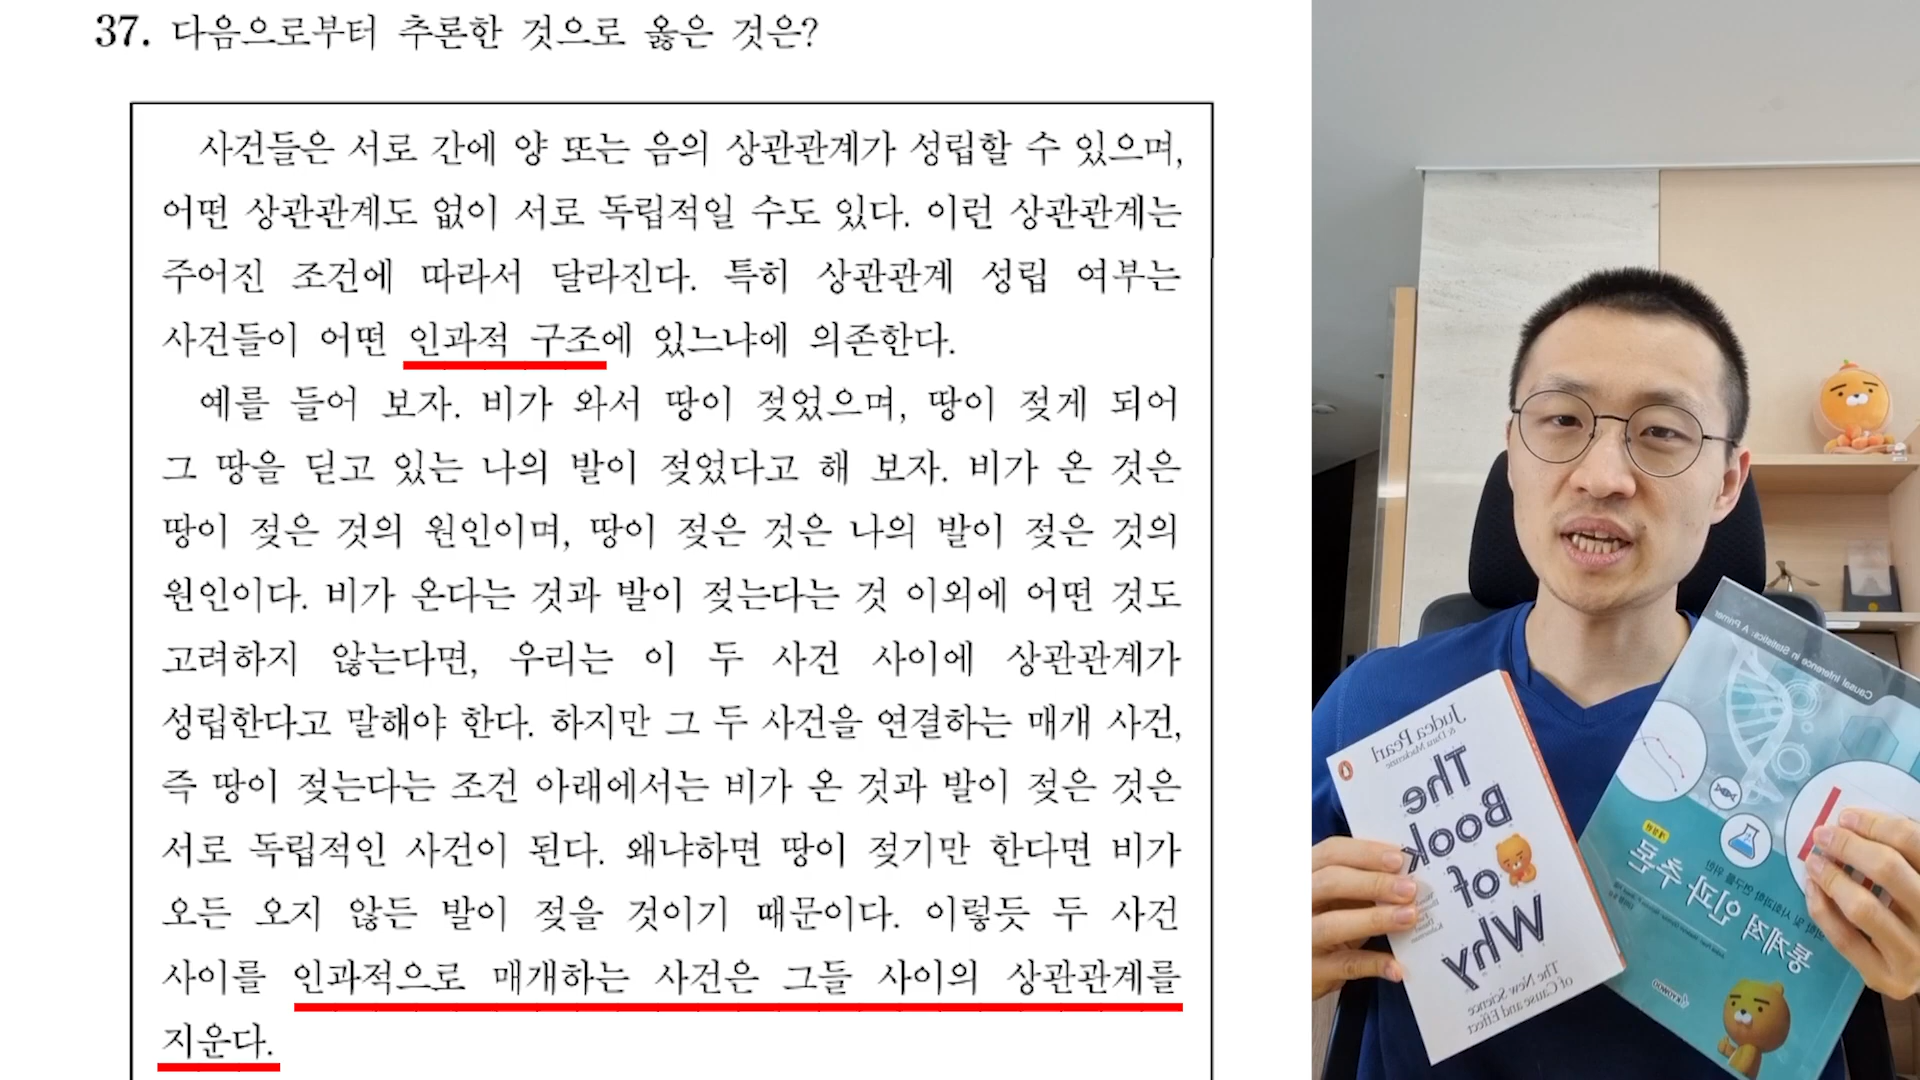 37. 다음으로부터 추론한 것으로 옳은 것은?
사건들은 서로 간에 양 또는 음의 상관관계가 성립할 수 있으며,
어떤 상관관계도 없이 서로 독립적일 수도 있다. 이런 상관관계는
주어진 조건에 따라서 달라진다. 특히 상관관계 성립 여부는
사건들이 어떤 인과적 구조에 있느냐에 의존한다.
예를 들어 보자. 비가 와서 땅이 젖었으며, 땅이 젖게 되어
그 땅을 딛고 있는 나의 발이 젖었다고 해 보자. 비가 온 것은
땅이 젖은 것의 원인이며, 땅이 젖은 것은 나의 발이 젖은 것의
원인이다. 비가 온다는 것과 발이 젖는다는 것 이외에 어떤 것도
고려하지 않는다면, 우리는 이 두 사건 사이에 상관관계가
성립한다고 말해야 한다. 하지만 그 두 사건을 연결하는 매개 사건,
즉 땅이 젖는다는 조건 아래에서는 비가 온 것과 발이 젖은 것은
서로 독립적인 사건이 된다. 왜냐하면 땅이 젖기만 한다면 비가
오든 오지 않든 발이 젖을 것이기 때문이다. 이렇듯 두 사건
사이를 인과적으로 매개하는 사건은 그들 사이의 상관관계를
지운다.
Judea Pearl
& Dana Mackenzie
The
Book
of
Why
The New Science
of Cause and Effect
Causal Inference in Statistics: A Primer
통계적 인과 추론